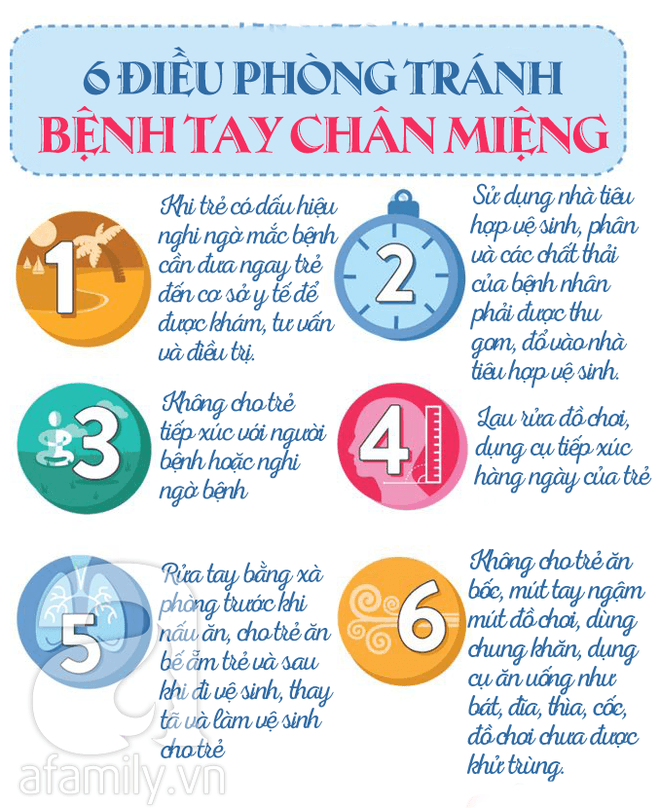 6 ĐIỀU PHÒNG TRÁNH
BỆNH TAY CHÂN MIỆNG
1
Khi trẻ có dấu hiệu
nghi ngờ mắc bệnh
cần đưa ngay trẻ
đến cơ sở y tế để
được khám, tư vấn
và điều trị.
2
Sử dụng nhà tiêu
hợp vệ sinh, phân
và các chất thải
của bệnh nhân
phải được thu
gom, đổ vào nhà
tiêu hợp vệ sinh.
3
Không cho trẻ
tiếp xúc với người
bệnh hoặc nghi
ngờ bệnh
4
Lau rửa đồ chơi,
dụng cụ tiếp xúc
hàng ngày của trẻ
5
Rửa tay bằng xà
phòng trước khi
nấu ăn, cho trẻ ăn
bế ẵm trẻ và sau
khi đi vệ sinh, thay
tã và làm vệ sinh
cho trẻ
6
Không cho trẻ ăn
bốc, mút tay ngậm
mút đồ chơi, dùng
chung khăn, dụng
cụ ăn uống như
bát, đĩa, thìa, cốc,
đồ chơi chưa được
khử trùng.
afamily.vn